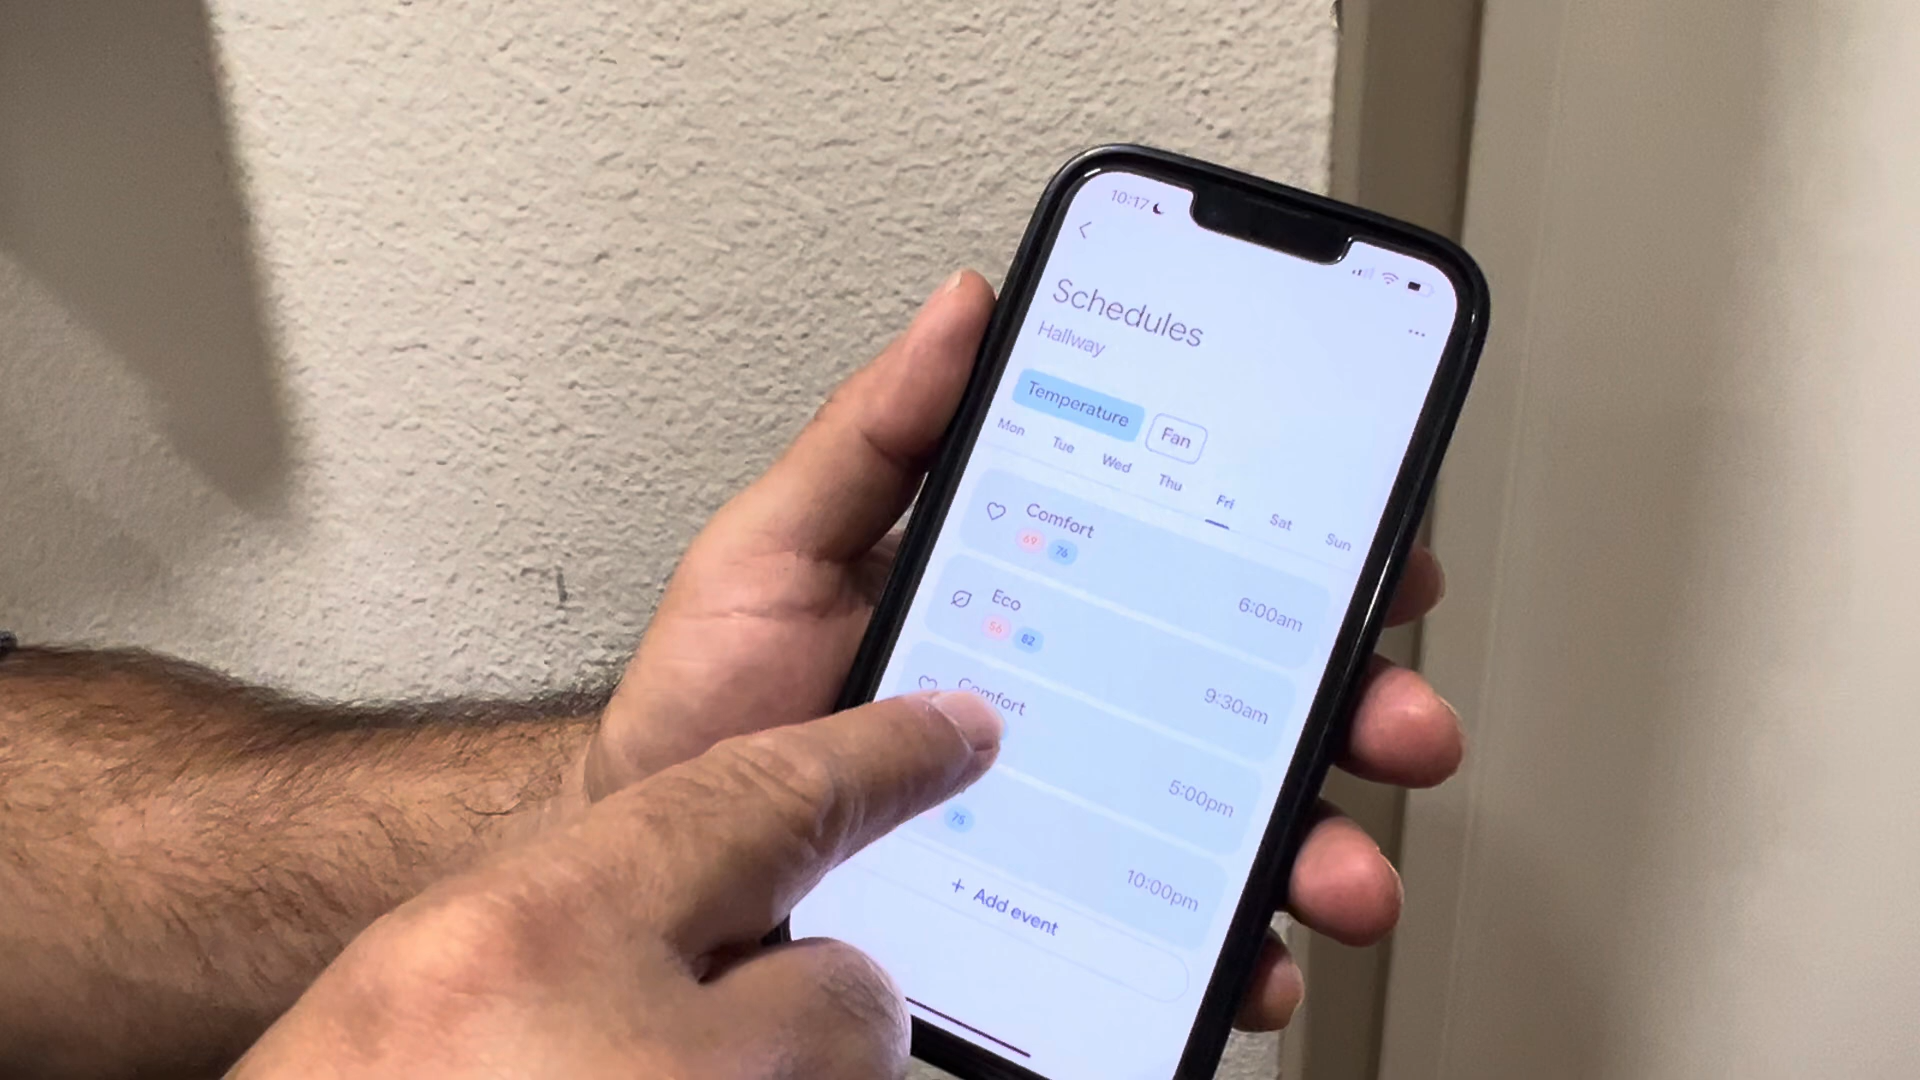 10:17
Schedules
Hallway
Temperature Fan
Mon Tue Wed Thu Fri Sat Sun
Comfort
69 76
6:00am
Eco
56 82
9:30am
Comfort
5:00pm
75
10:00pm
+ Add event